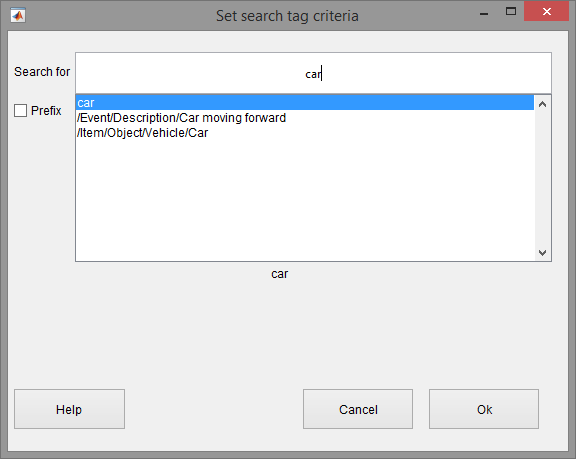 Set search tag criteria
Search for
car
Prefix
car
/Event/Description/Car moving forward
/Item/Object/Vehicle/Car
car
Help
Cancel
Ok